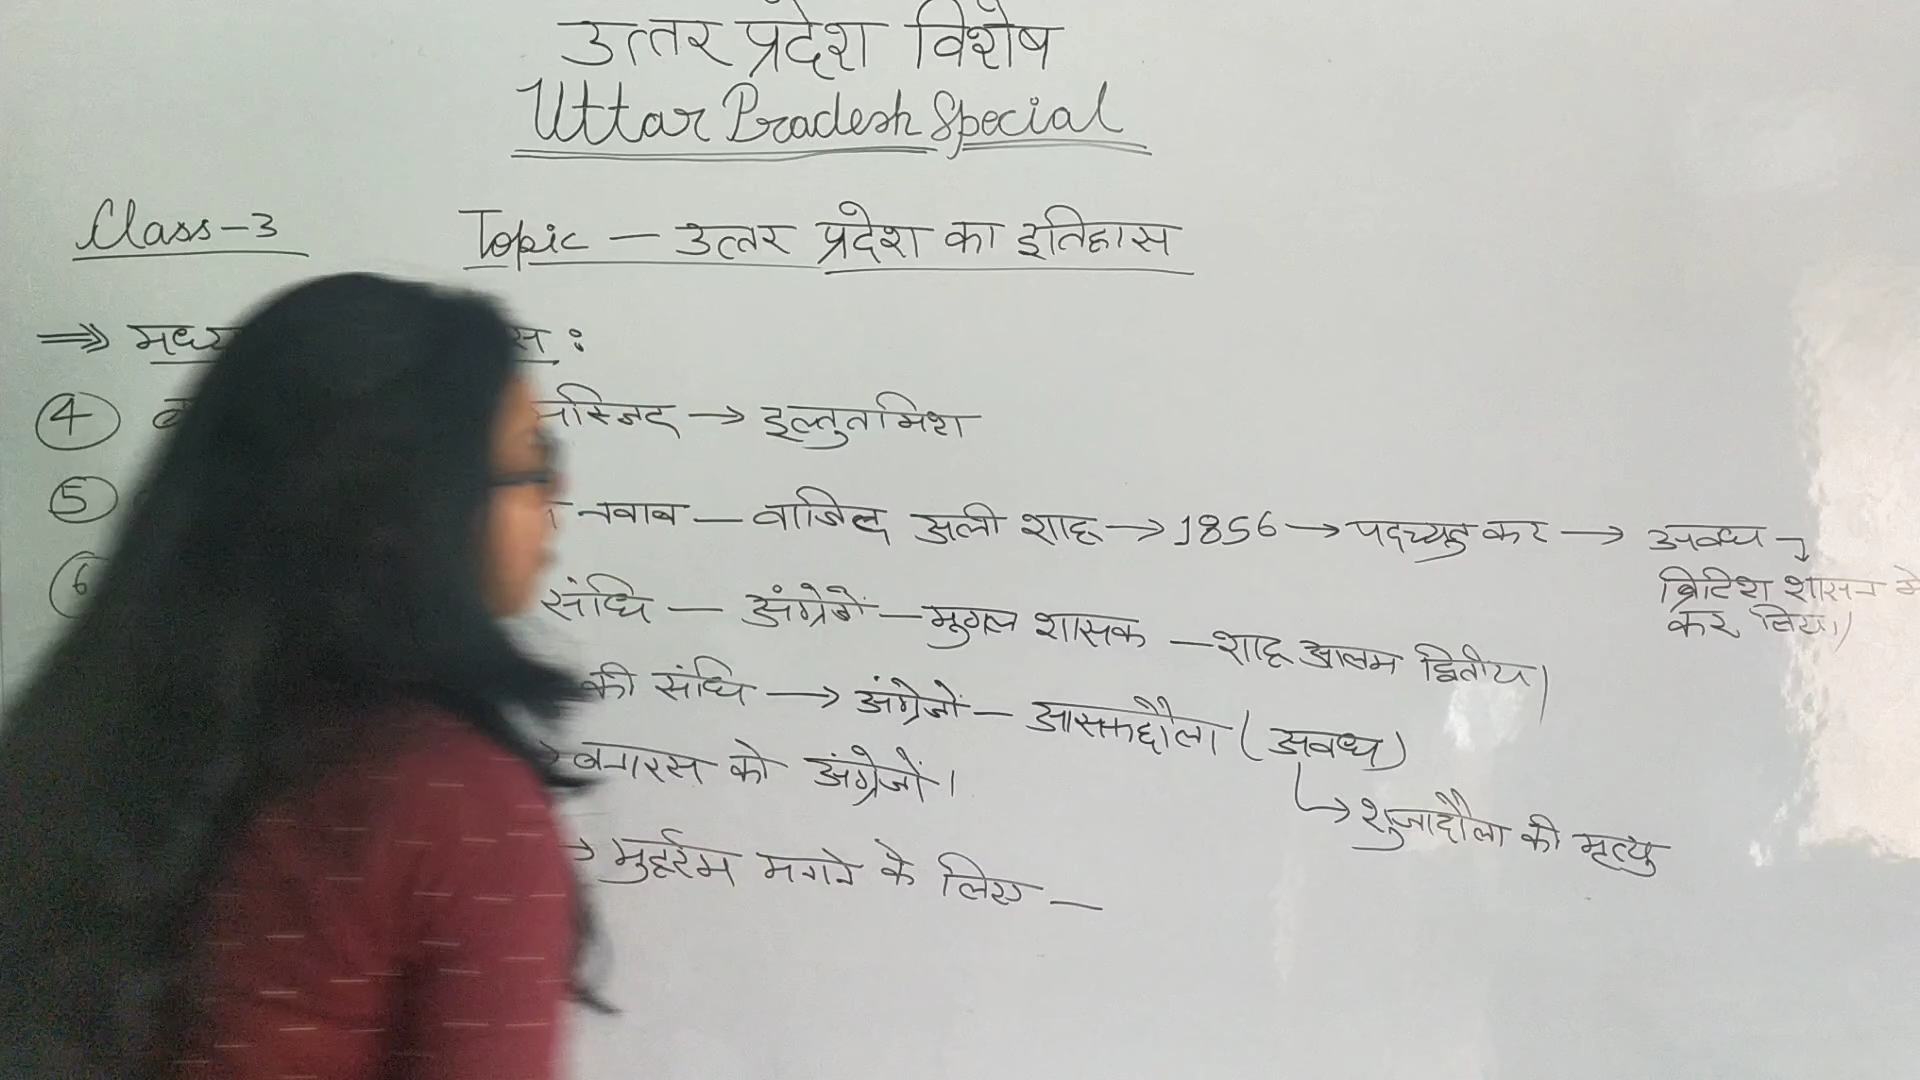 उत्तर प्रदेश विशेष
Uttar Pradesh Special
Class-3 Topic – उत्तर प्रदेश का इतिहास
⇒ मध्य स :
④ मस्जिद → इल्तुतमिश
⑤ नवाब – वाजिद अली शाह → 1856 → पदच्युत कर → अवध
ब्रिटिश शासन में
कर लिया।
⑥ संधि – अंग्रेजों – मुगल शासक – शाह आलम द्वितीय।
की संधि → अंग्रेजों – आसफद्दौला (अवध)
→ बनारस को अंग्रेजों।
↳ शुजादौला की मृत्यु
→ मुहर्रम मनाने के लिए –